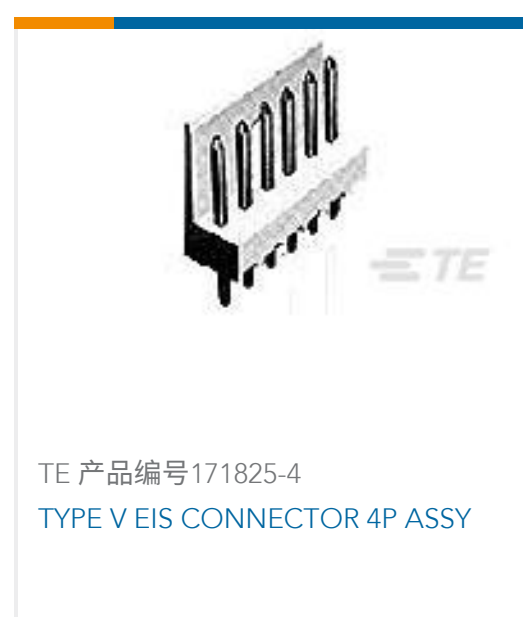 TE
TE 产品编号171825-4
TYPE V EIS CONNECTOR 4P ASSY